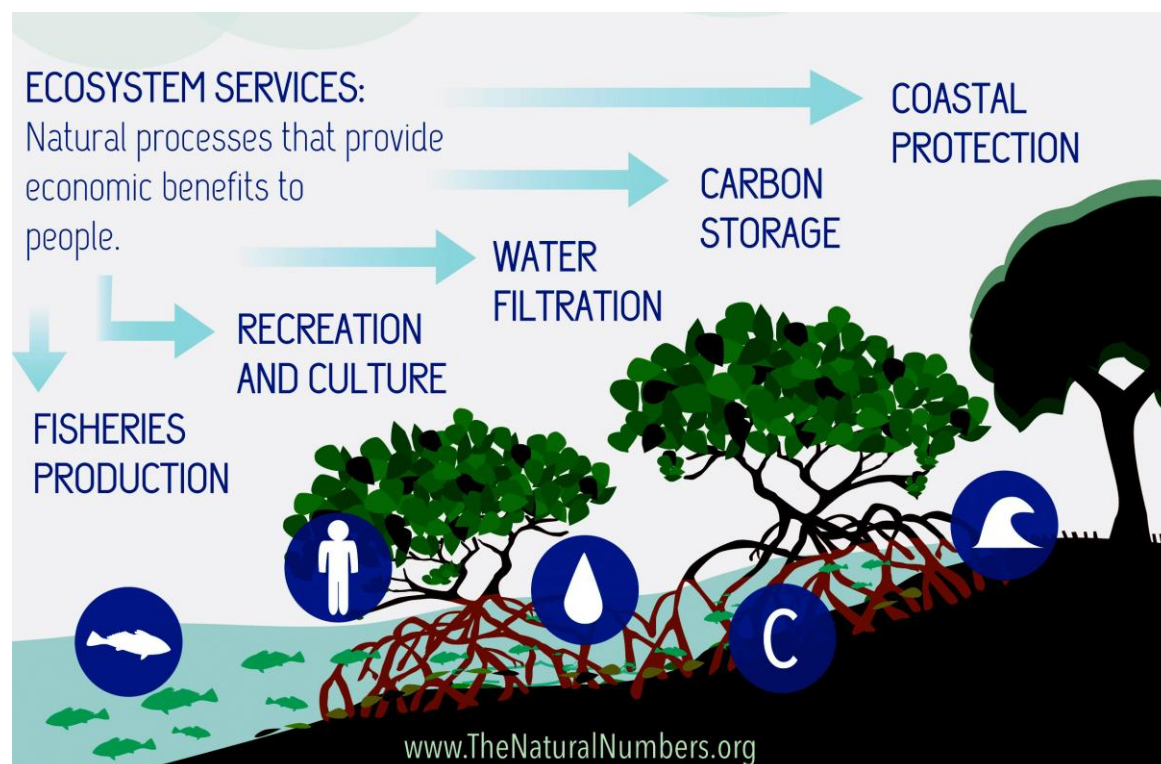 ECOSYSTEM SERVICES:
Natural processes that provide
economic benefits to
people.
COASTAL
PROTECTION
CARBON
STORAGE
WATER
FILTRATION
RECREATION
AND CULTURE
FISHERIES
PRODUCTION
C
www.TheNaturalNumbers.org